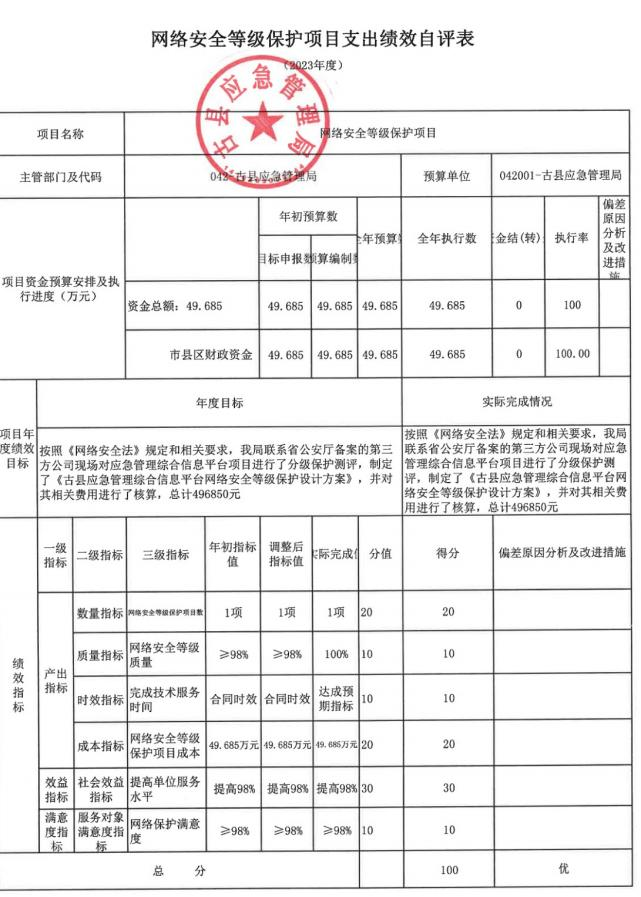 网络安全等级保护项目支出绩效自评表
（2023年度）
古县应急管理局
项目名称 网络安全等级保护项目
主管部门及代码 042-古县应急管理局 预算单位 042001-古县应急管理局
项目资金预算安排及执
行进度（万元）
年初预算数
目标申报数 预算编制数
全年预算数 全年执行数 资金结(转) 执行率
偏差
原因
分析
及改
进措
施
资金总额：49.685 49.685 49.685 49.685 49.685 0 100
市县区财政资金 49.685 49.685 49.685 49.685 0 100.00
项目年
度绩效
目标
年度目标 实际完成情况
按照《网络安全法》规定和相关要求，我局联系省公安厅备案的第三
方公司现场对应急管理综合信息平台项目进行了分级保护测评，制定
了《古县应急管理综合信息平台网络安全等级保护设计方案》，并对
其相关费用进行了核算，总计496850元
按照《网络安全法》规定和相关要求，我局
联系省公安厅备案的第三方公司现场对应急
管理综合信息平台项目进行了分级保护测
评，制定了《古县应急管理综合信息平台网
络安全等级保护设计方案》，并对其相关费
用进行了核算，总计496850元
绩
效
指
标
一级
指标
二级指标 三级指标
年初指标
值
调整后
指标值
实际完成值 分值 得分 偏差原因分析及改进措施
产出
指标
数量指标 网络安全等级保护项目数 1项 1项 1项 20 20
质量指标
网络安全等级
质量
≥98% ≥98% 100% 10 10
时效指标
完成技术服务
时间
合同时效 合同时效
达成预
期指标
10 10
成本指标
网络安全等级
保护项目成本
49.685万元 49.685万元 49.685万元 20 20
效益
指标
社会效益
指标
提高单位服务
水平
提高98% 提高98% 提高98% 30 30
满意
度指
标
服务对象
满意度指
标
网络保护满意
度
≥98% ≥98% ≥98% 10 10
总 分 100 优